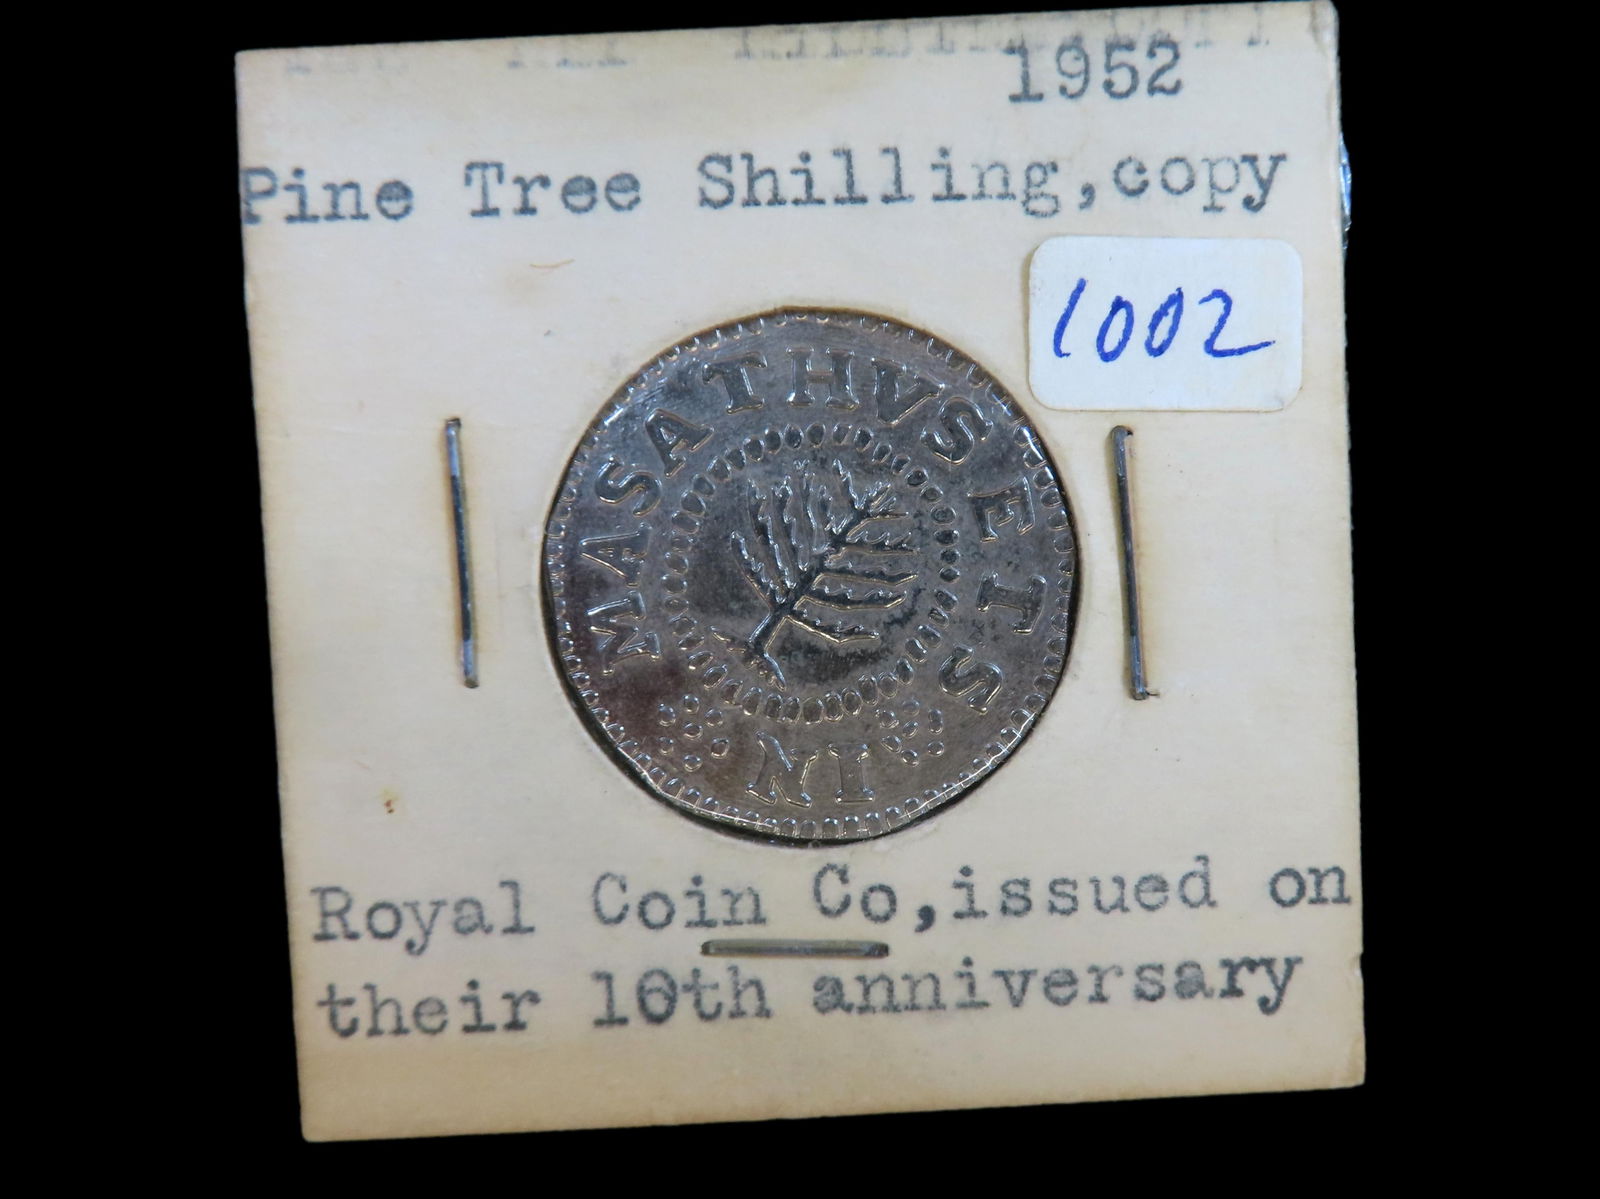 1952
Pine Tree Shilling,copy
1002
MASATHVSETS
IN
Royal Coin Co,issued on
their 10th anniversary